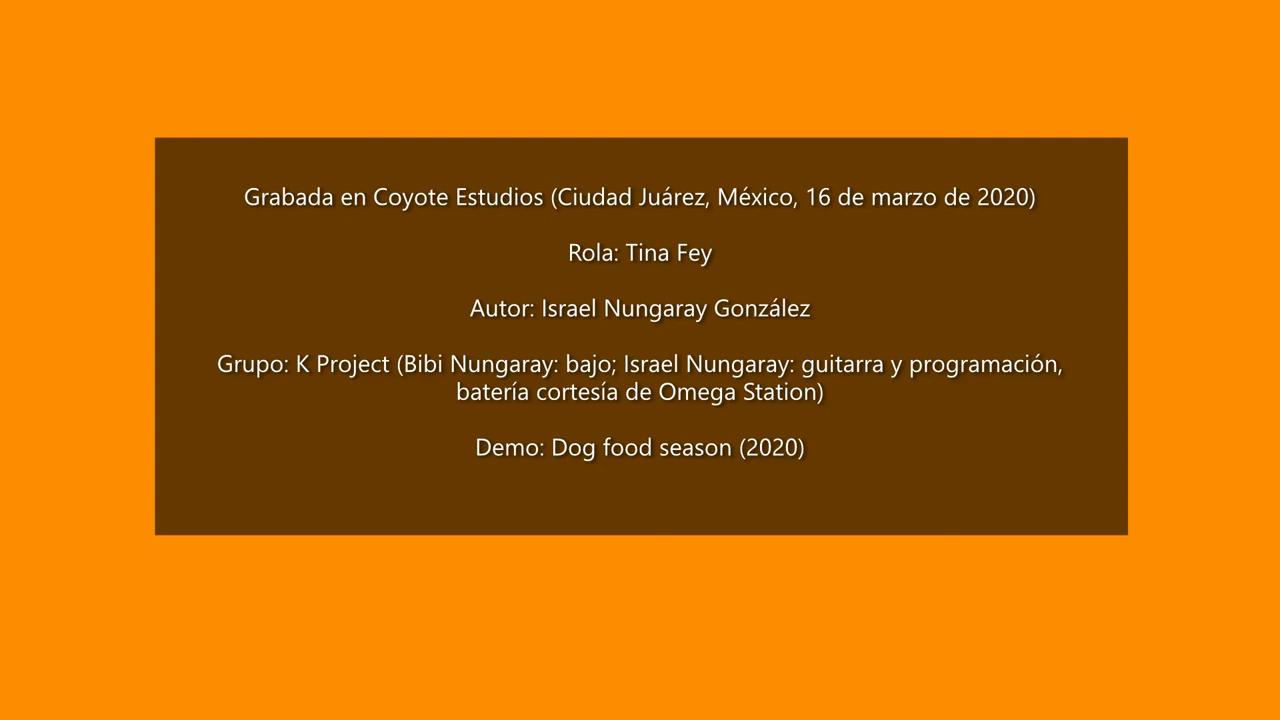 Grabada en Coyote Estudios (Ciudad Juárez, México, 16 de marzo de 2020)
Rola: Tina Fey
Autor: Israel Nungaray González
Grupo: K Project (Bibi Nungaray: bajo; Israel Nungaray: guitarra y programación,
batería cortesía de Omega Station)
Demo: Dog food season (2020)